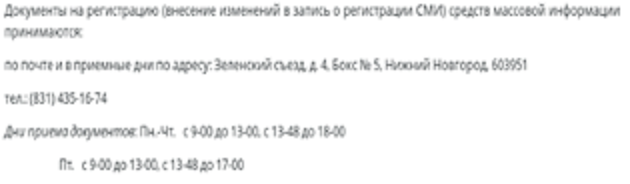 Документы на регистрацию (внесение изменений в запись о регистрации СМИ) средств массовой информации
принимаются:
по почте и в приемные дни по адресу: Зеленский съезд, д. 4, Бокс № 5, Нижний Новгород, 603951
тел.: (831) 435-16-74
Дни приема документов: Пн.-Чт. с 9-00 до 13-00, с 13-48 до 18-00
Пт. с 9-00 до 13-00, с 13-48 до 17-00